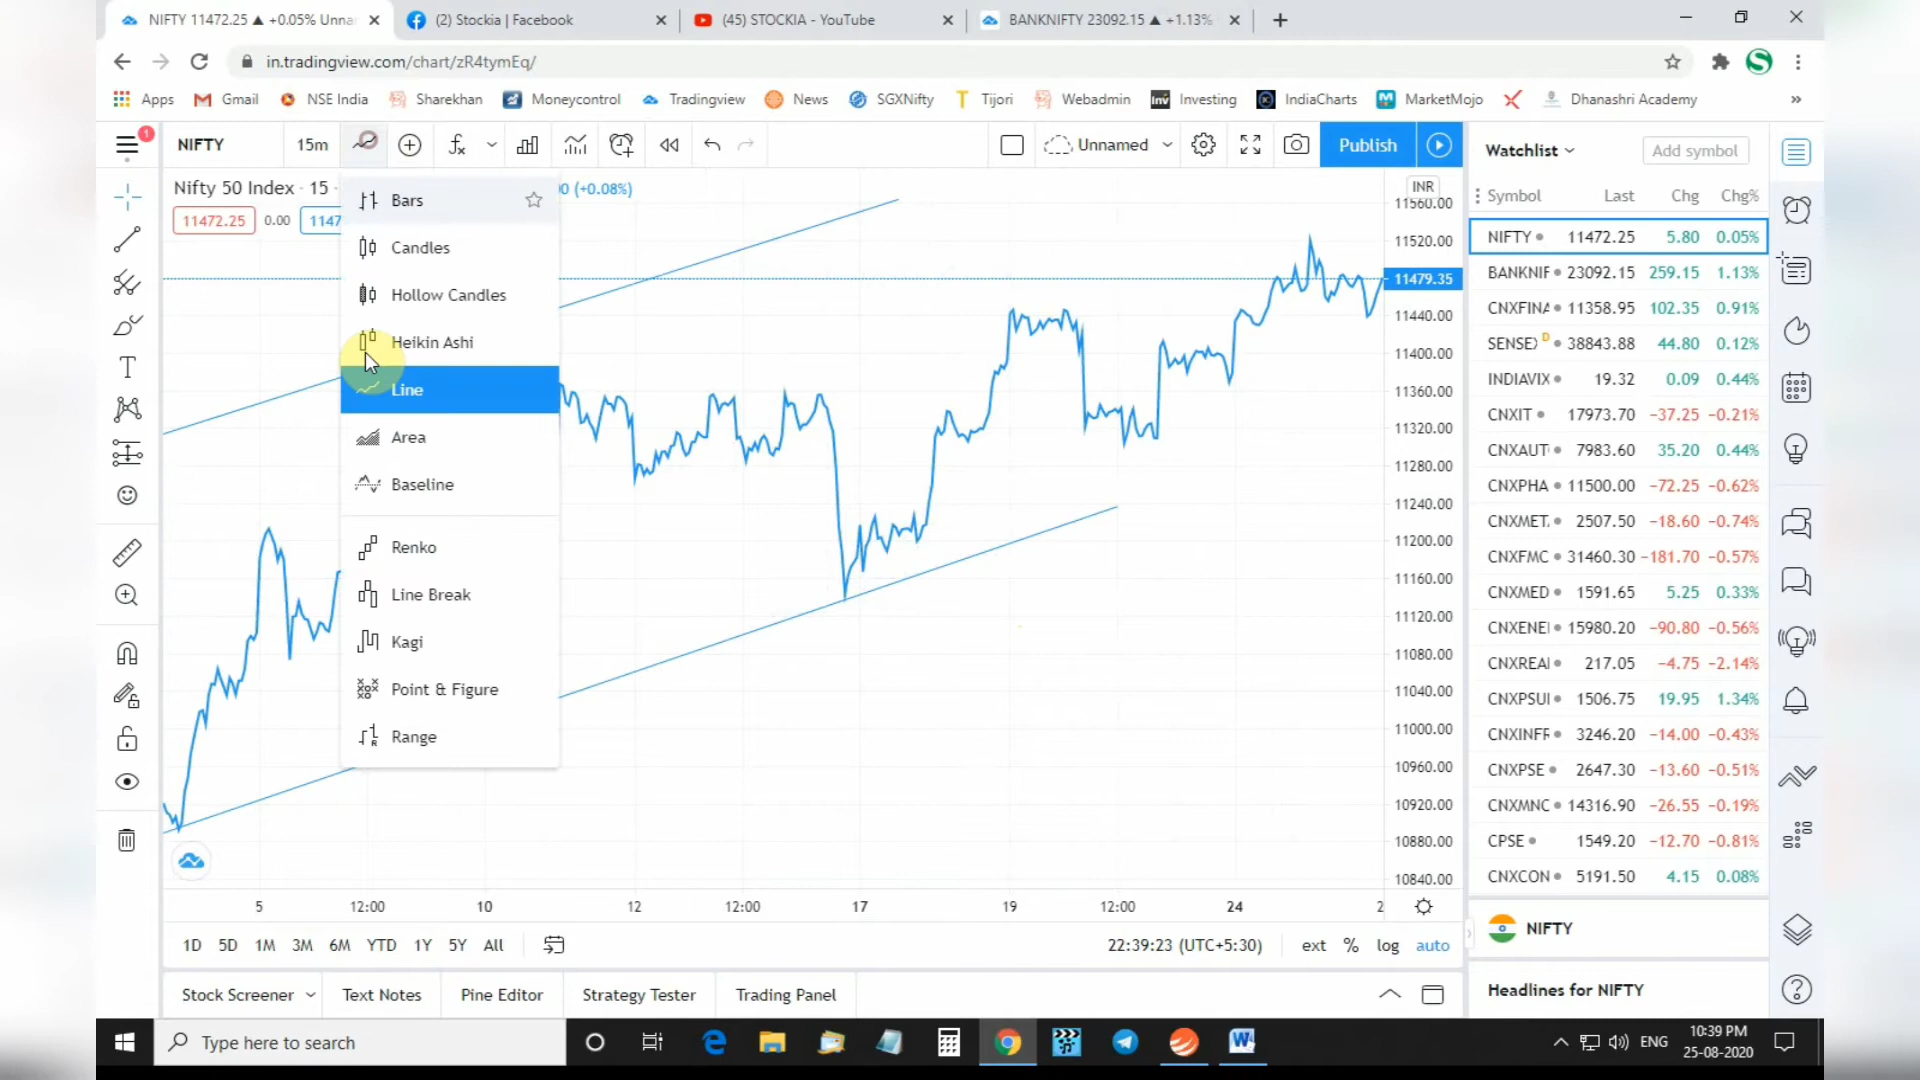 NIFTY 11472.25 ▲ +0.05% Unnar
(2) Stockia | Facebook
(45) STOCKIA - YouTube
BANKNIFTY 23092.15 ▲ +1.13%
in.tradingview.com/chart/zR4tymEq/
Apps Gmail NSE India Sharekhan Moneycontrol Tradingview News SGXNifty Tijori Webadmin Investing IndiaCharts MarketMojo Dhanashri Academy »
1 NIFTY 15m Unnamed Publish
Watchlist Add symbol
Nifty 50 Index · 15 · 0 (+0.08%)
11472.25 0.00 1147
Bars
Candles
Hollow Candles
Heikin Ashi
Line
Area
Baseline
Renko
Line Break
Kagi
Point & Figure
Range
INR
11560.00
11520.00
11479.35
11440.00
11400.00
11360.00
11320.00
11280.00
11240.00
11200.00
11160.00
11120.00
11080.00
11040.00
11000.00
10960.00
10920.00
10880.00
10840.00
Symbol Last Chg Chg%
NIFTY 11472.25 5.80 0.05%
BANKNIF 23092.15 259.15 1.13%
CNXFINA 11358.95 102.35 0.91%
SENSEX D 38843.88 44.80 0.12%
INDIAVIX 19.32 0.09 0.44%
CNXIT 17973.70 -37.25 -0.21%
CNXAUT 7983.60 35.20 0.44%
CNXPHA 11500.00 -72.25 -0.62%
CNXMET 2507.50 -18.60 -0.74%
CNXFMC 31460.30 -181.70 -0.57%
CNXMED 1591.65 5.25 0.33%
CNXENEI 15980.20 -90.80 -0.56%
CNXREAI 217.05 -4.75 -2.14%
CNXPSUI 1506.75 19.95 1.34%
CNXINFR 3246.20 -14.00 -0.43%
CNXPSE 2647.30 -13.60 -0.51%
CNXMNC 14316.90 -26.55 -0.19%
CPSE 1549.20 -12.70 -0.81%
CNXCON 5191.50 4.15 0.08%
5 12:00 10 12 12:00 17 19 12:00 24 2
1D 5D 1M 3M 6M YTD 1Y 5Y All
22:39:23 (UTC+5:30) ext % log auto
NIFTY
Headlines for NIFTY
Stock Screener Text Notes Pine Editor Strategy Tester Trading Panel
Type here to search
ENG
10:39 PM
25-08-2020